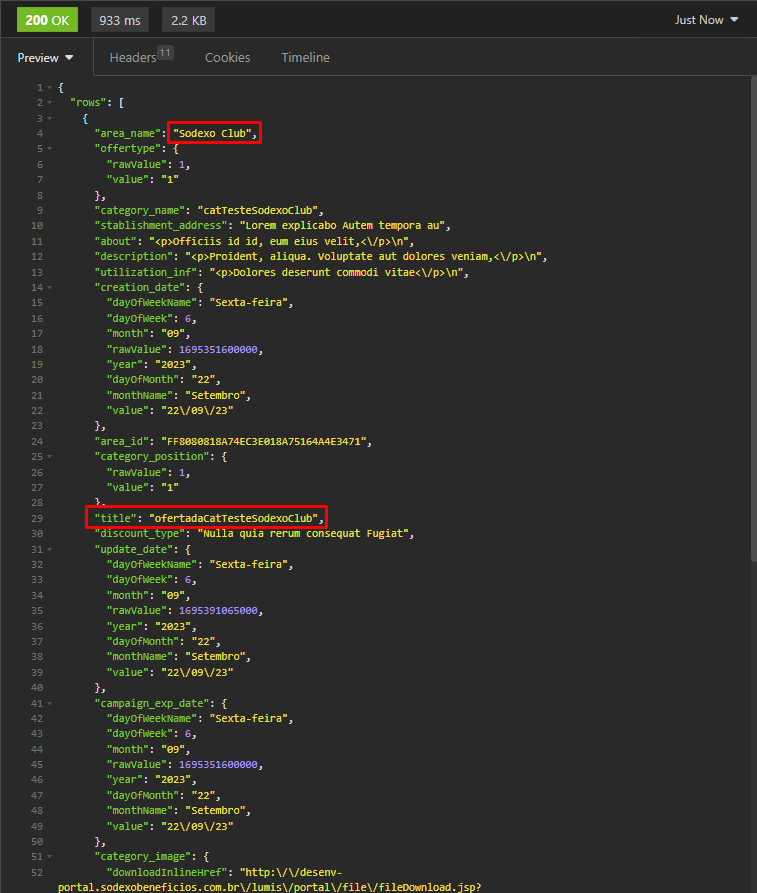 200 OK 933 ms 2.2 KB Just Now
Preview Headers 11 Cookies Timeline
1 {
2 "rows": [
3 {
4 "area_name": "Sodexo Club",
5 "offertype": {
6 "rawValue": 1,
7 "value": "1"
8 },
9 "category_name": "catTesteSodexoClub",
10 "stablishment_address": "Lorem explicabo Autem tempora au",
11 "about": "<p>Officiis id id, eum eius velit,<\/p>\n",
12 "description": "<p>Proident, aliqua. Voluptate aut dolores veniam,<\/p>\n",
13 "utilization_inf": "<p>Dolores deserunt commodi vitae<\/p>\n",
14 "creation_date": {
15 "dayOfWeekName": "Sexta-feira",
16 "dayOfWeek": 6,
17 "month": "09",
18 "rawValue": 1695351600000,
19 "year": "2023",
20 "dayOfMonth": "22",
21 "monthName": "Setembro",
22 "value": "22\/09\/23"
23 },
24 "area_id": "FF8080818A74EC3E018A75164A4E3471",
25 "category_position": {
26 "rawValue": 1,
27 "value": "1"
28 },
29 "title": "ofertadaCatTesteSodexoClub",
30 "discount_type": "Nulla quia rerum consequat Fugiat",
31 "update_date": {
32 "dayOfWeekName": "Sexta-feira",
33 "dayOfWeek": 6,
34 "month": "09",
35 "rawValue": 1695391065000,
36 "year": "2023",
37 "dayOfMonth": "22",
38 "monthName": "Setembro",
39 "value": "22\/09\/23"
40 },
41 "campaign_exp_date": {
42 "dayOfWeekName": "Sexta-feira",
43 "dayOfWeek": 6,
44 "month": "09",
45 "rawValue": 1695351600000,
46 "year": "2023",
47 "dayOfMonth": "22",
48 "monthName": "Setembro",
49 "value": "22\/09\/23"
50 },
51 "category_image": {
52 "downloadInlineHref": "http:\/\/desenv-
portal.sodexobeneficios.com.br\/lumis\/portal\/file\/fileDownload.jsp?